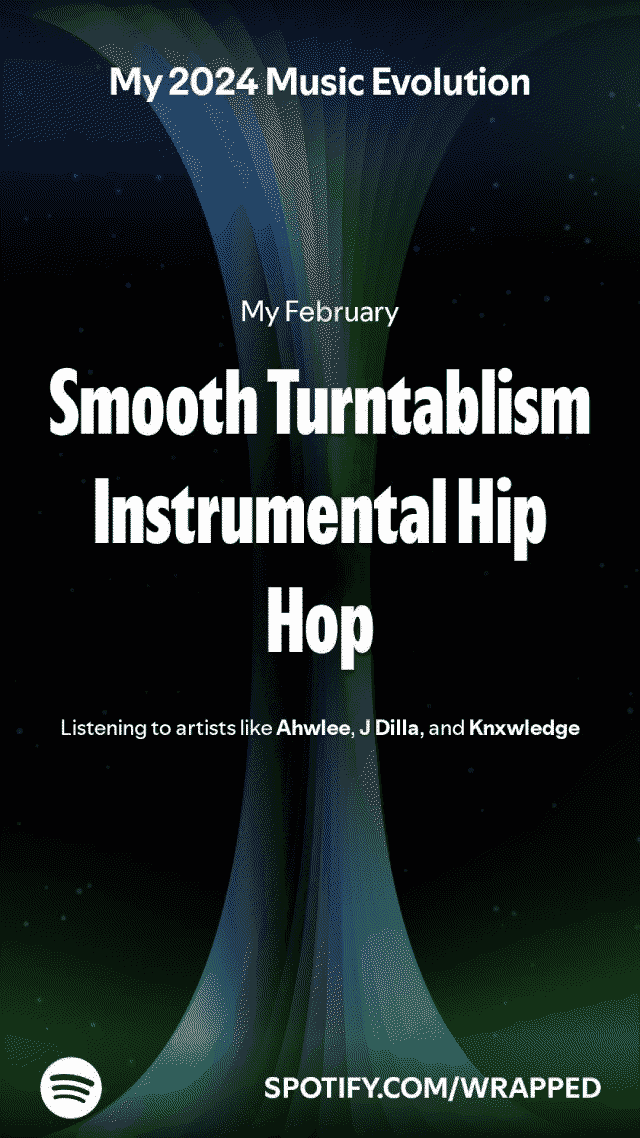 My 2024 Music Evolution
My February
Smooth Turntablism
Instrumental Hip
Hop
Listening to artists like Ahwlee, J Dilla, and Knxwledge
SPOTIFY.COM/WRAPPED